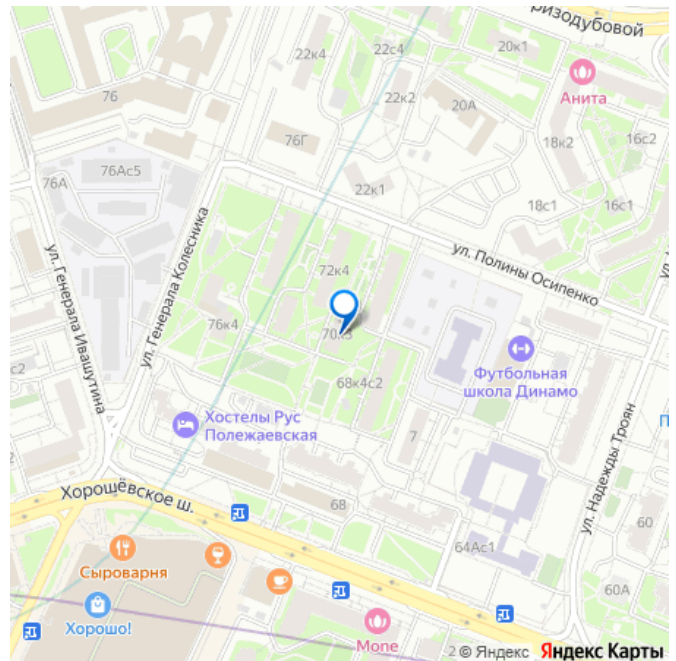 ризодубовой
22к4
22с4
20к1
22к2
20А
Анита
76
76Г
16с2
18к2
76Ас5
76А
22к1
18с1
16с1
ул. Генерала Колесника
ул. Полины Осипенко
72к4
ул. Генерала Ивашутина
76к4
Футбольная
школа Динамо
с2
68к4с2
Хостелы Рус
Полежаевская
7
П
ул. Надежды Троян
Хорошёвское ш.
68
60
64Ас1
Сыроварня
60А
Хорошо!
Mone
2
© Яндекс
Яндекс Карты